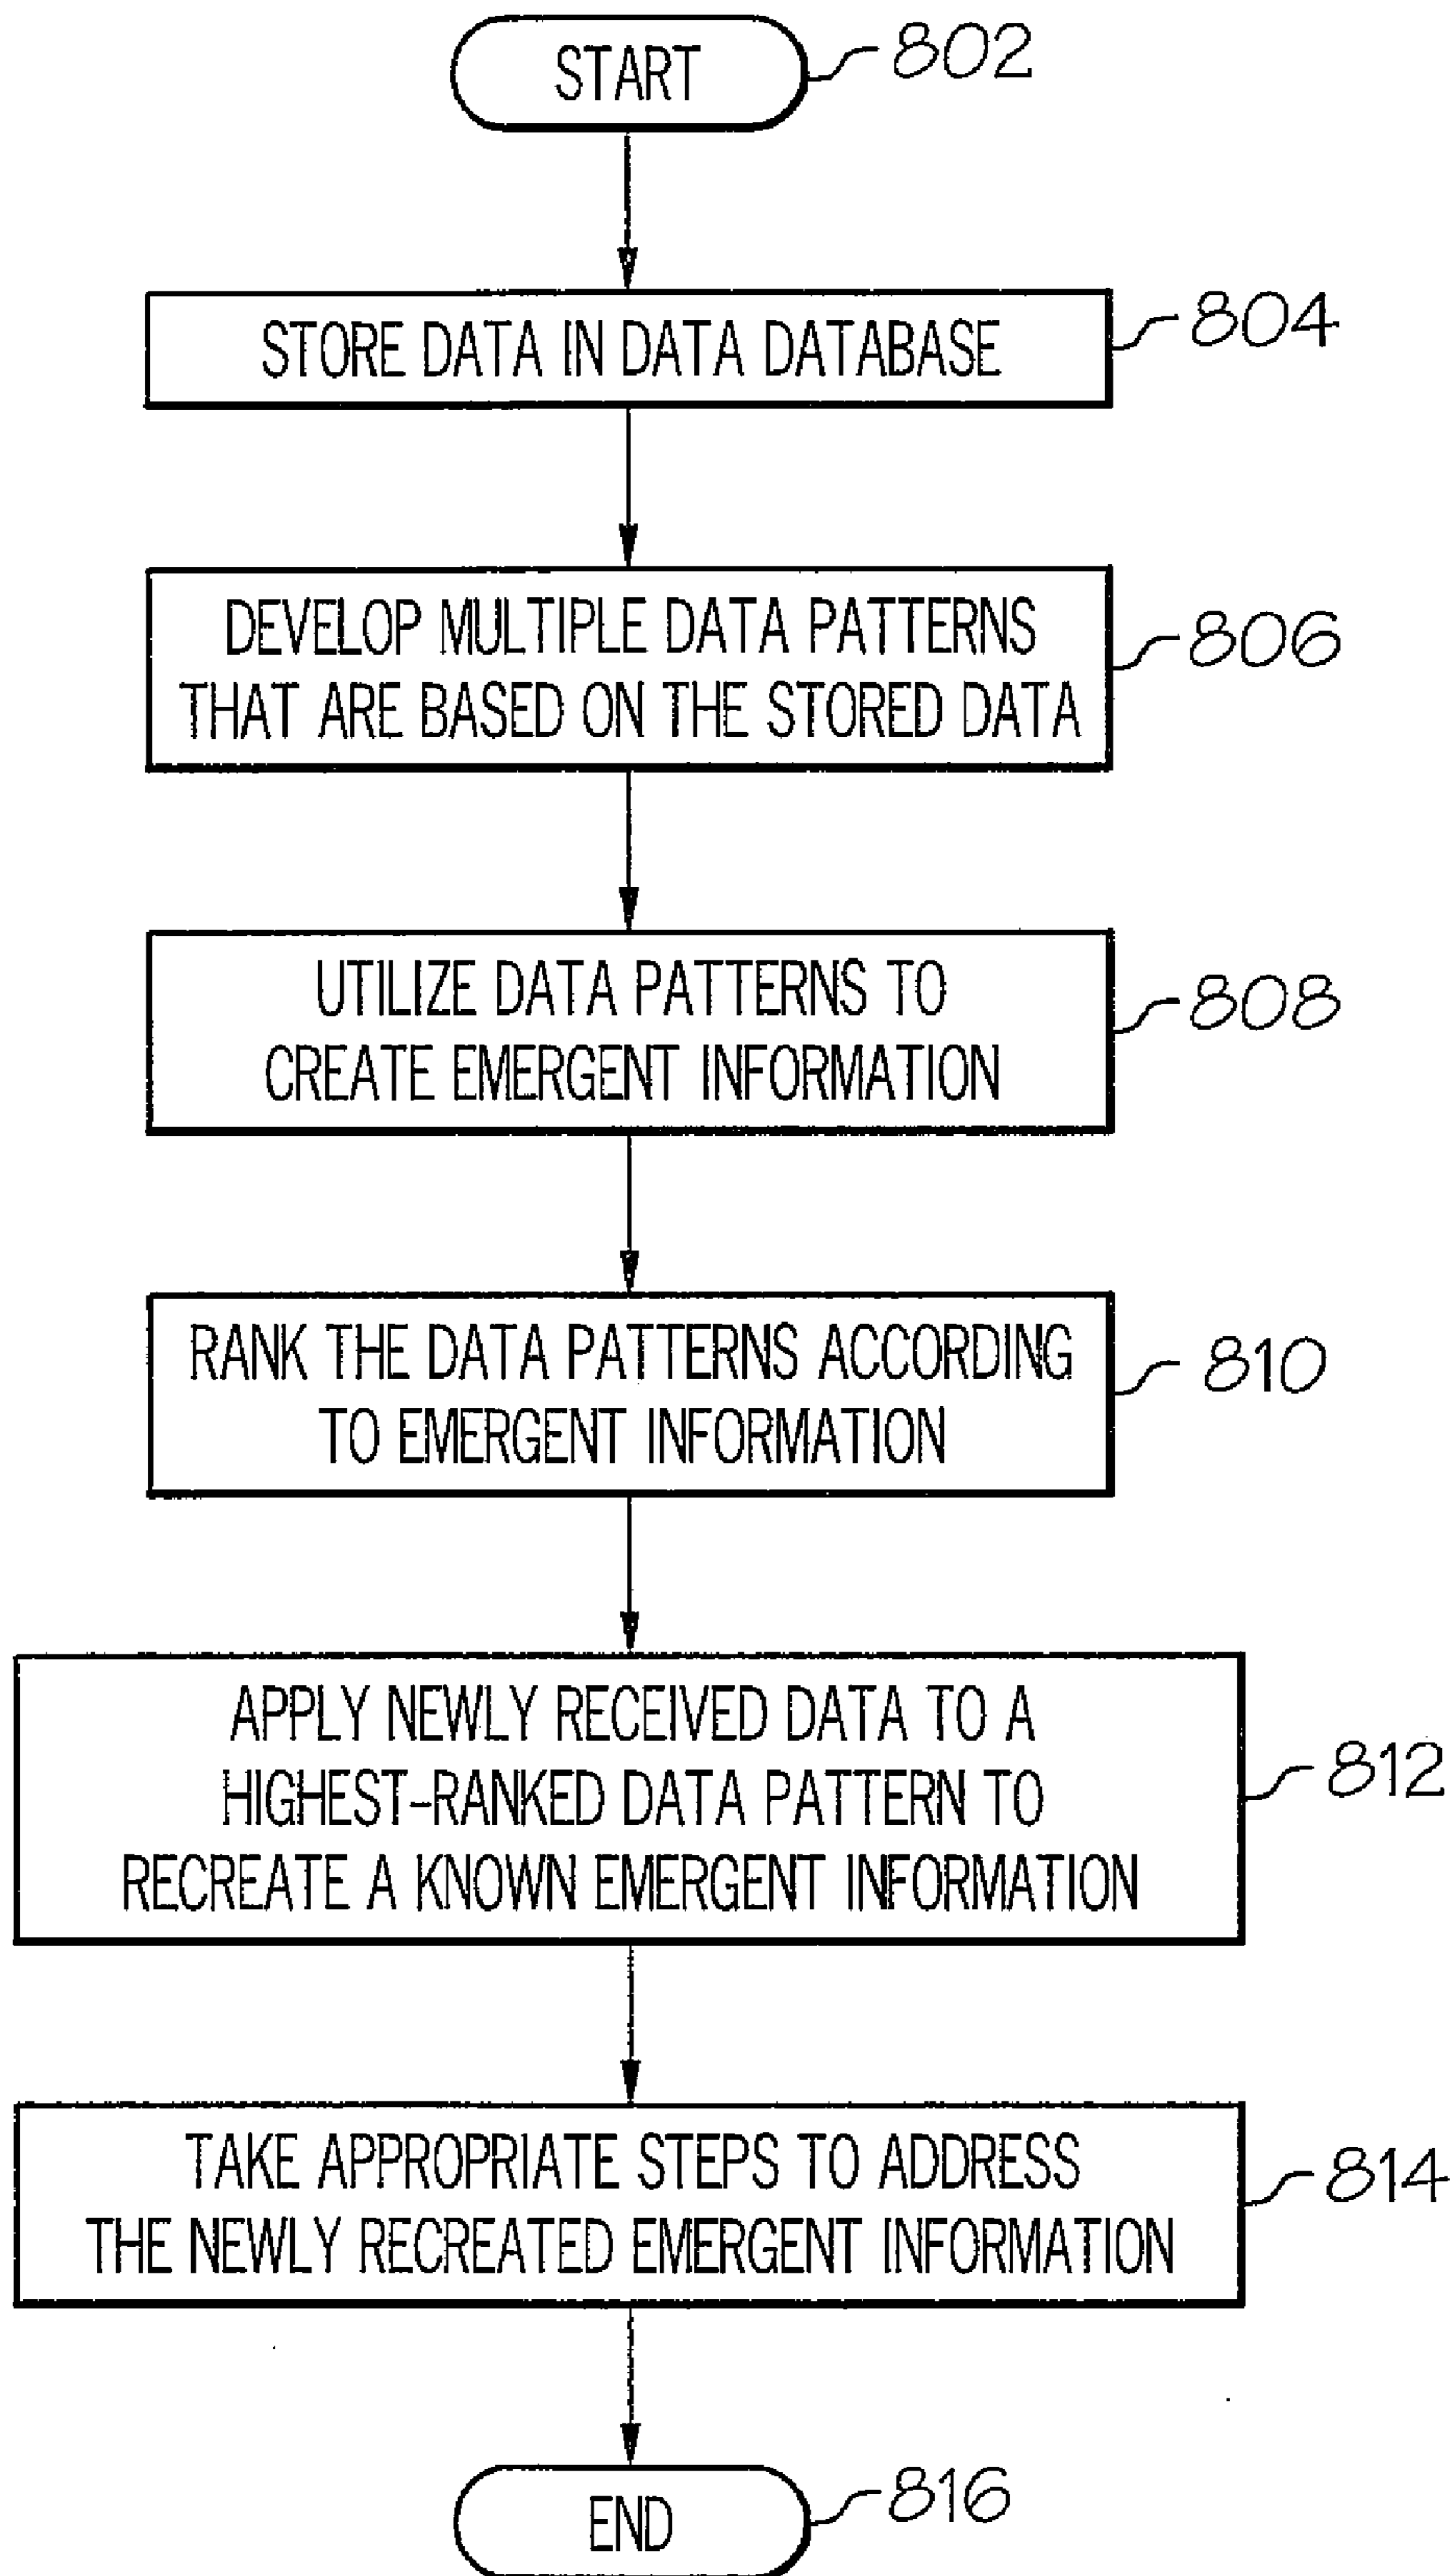 START
802
STORE DATA IN DATA DATABASE
804
DEVELOP MULTIPLE DATA PATTERNS
THAT ARE BASED ON THE STORED DATA
806
UTILIZE DATA PATTERNS TO
CREATE EMERGENT INFORMATION
808
RANK THE DATA PATTERNS ACCORDING
TO EMERGENT INFORMATION
810
APPLY NEWLY RECEIVED DATA TO A
HIGHEST-RANKED DATA PATTERN TO
RECREATE A KNOWN EMERGENT INFORMATION
812
TAKE APPROPRIATE STEPS TO ADDRESS
THE NEWLY RECREATED EMERGENT INFORMATION
814
END
816